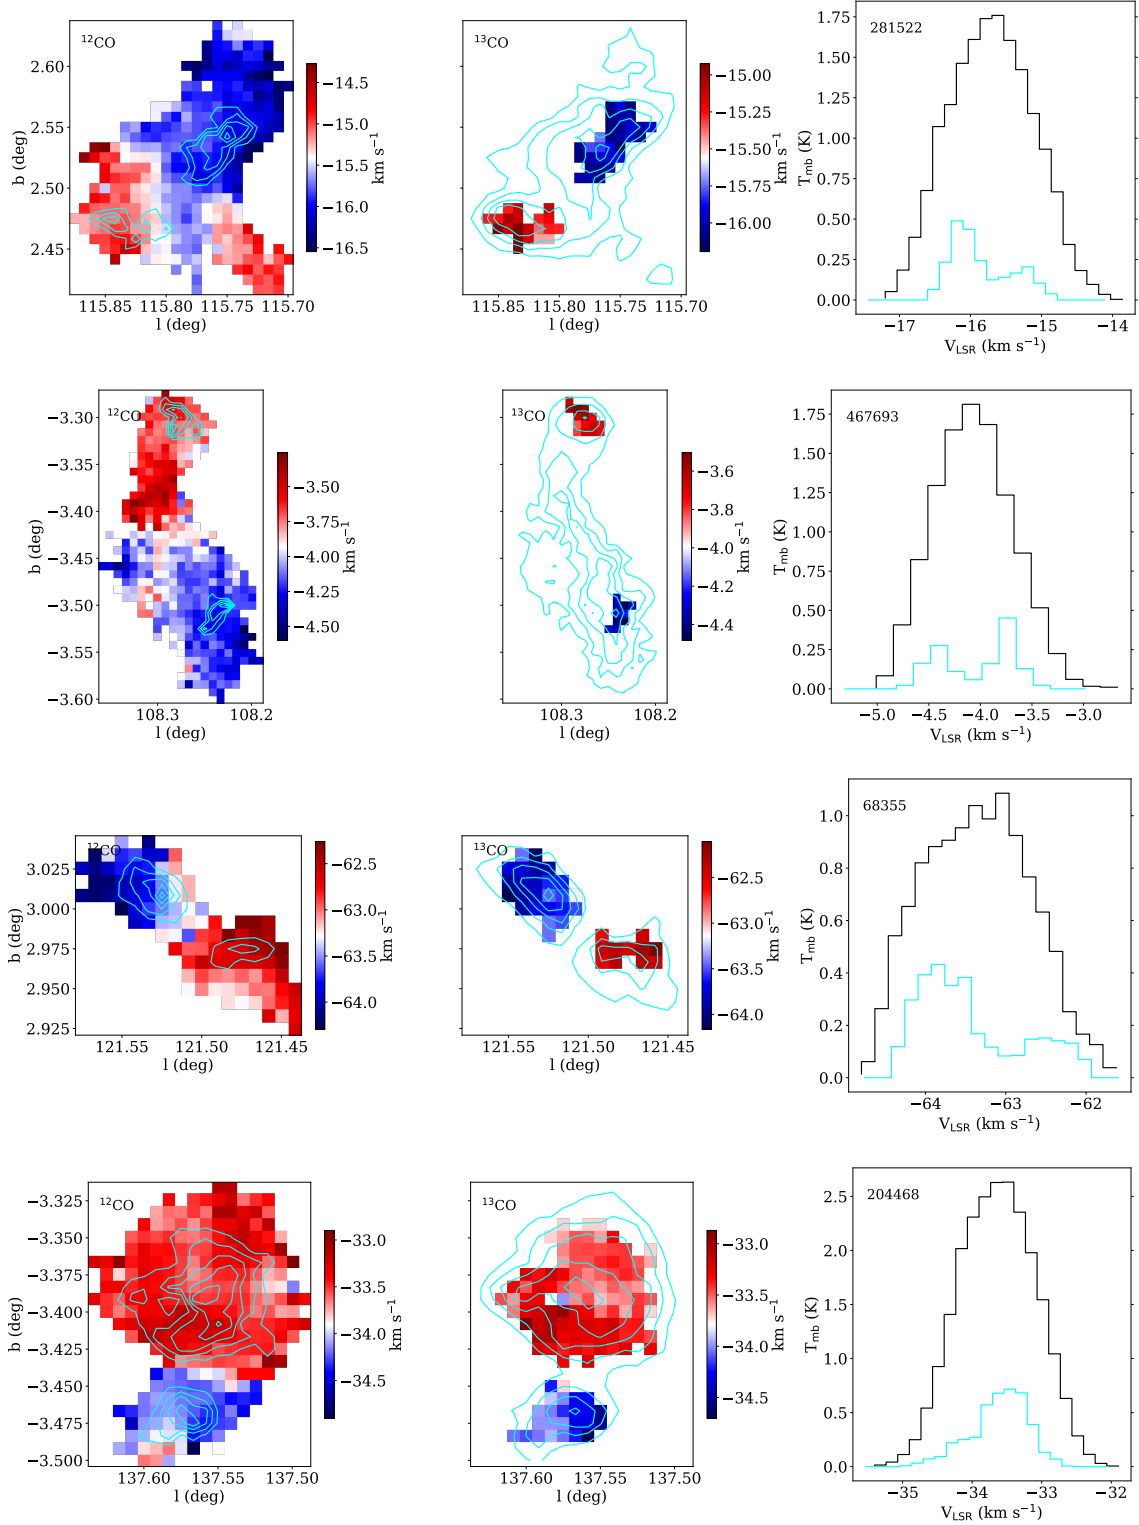 ¹²CO
2.60
2.55
2.50
2.45
b (deg)
115.85 115.80 115.75 115.70
l (deg)
−14.5
−15.0
−15.5
−16.0
−16.5
km s⁻¹
¹³CO
115.85 115.80 115.75 115.70
l (deg)
−15.00
−15.25
−15.50
−15.75
−16.00
km s⁻¹
281522
1.75
1.50
1.25
1.00
0.75
0.50
0.25
0.00
T_mb (K)
−17 −16 −15 −14
V_LSR (km s⁻¹)
¹²CO
−3.30
−3.35
−3.40
−3.45
−3.50
−3.55
−3.60
b (deg)
108.3 108.2
l (deg)
−3.50
−3.75
−4.00
−4.25
−4.50
km s⁻¹
¹³CO
108.3 108.2
l (deg)
−3.6
−3.8
−4.0
−4.2
−4.4
km s⁻¹
467693
1.75
1.50
1.25
1.00
0.75
0.50
0.25
0.00
T_mb (K)
−5.0 −4.5 −4.0 −3.5 −3.0
V_LSR (km s⁻¹)
¹²CO
3.025
3.000
2.975
2.950
2.925
b (deg)
121.55 121.50 121.45
l (deg)
−62.5
−63.0
−63.5
−64.0
km s⁻¹
¹³CO
121.55 121.50 121.45
l (deg)
−62.5
−63.0
−63.5
−64.0
km s⁻¹
68355
1.0
0.8
0.6
0.4
0.2
0.0
T_mb (K)
−64 −63 −62
V_LSR (km s⁻¹)
¹²CO
−3.325
−3.350
−3.375
−3.400
−3.425
−3.450
−3.475
−3.500
b (deg)
137.60 137.55 137.50
l (deg)
−33.0
−33.5
−34.0
−34.5
km s⁻¹
¹³CO
137.60 137.55 137.50
l (deg)
−33.0
−33.5
−34.0
−34.5
km s⁻¹
204468
2.5
2.0
1.5
1.0
0.5
0.0
T_mb (K)
−35 −34 −33 −32
V_LSR (km s⁻¹)